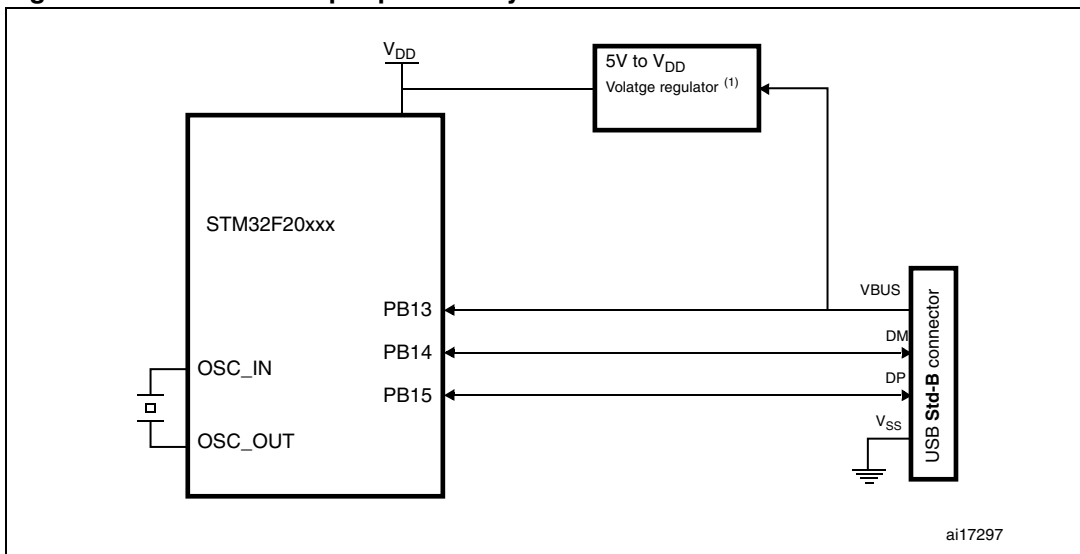 VDD
5V to VDD
Volatge regulator (1)
STM32F20xxx
VBUS
PB13
DM
PB14
OSC_IN
DP
PB15
VSS
OSC_OUT
USB Std-B connector
ai17297